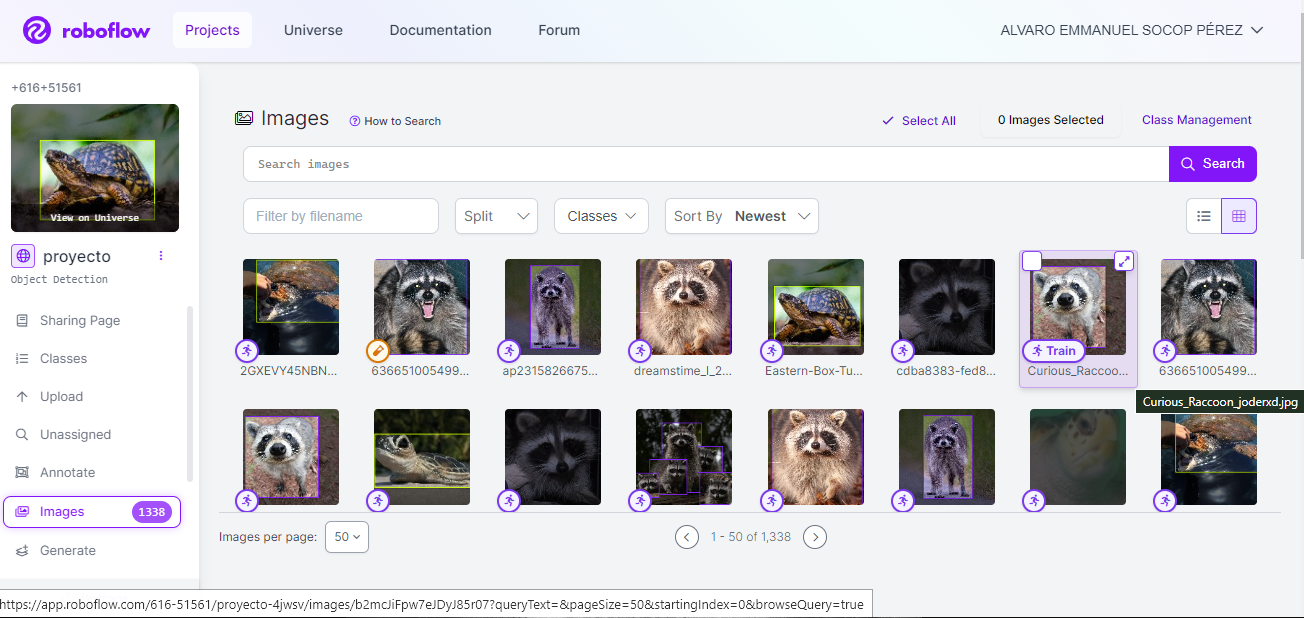 roboflow
Projects
Universe
Documentation
Forum
ALVARO EMMANUEL SOCOP PÉREZ
+616+51561
View on Universe
proyecto
Object Detection
Sharing Page
Classes
Upload
Unassigned
Annotate
Images 1338
Generate
Images
How to Search
Select All
0 Images Selected
Class Management
Search images
Search
Filter by filename
Split
Classes
Sort By Newest
Train
2GXEVY45NBN...
636651005499...
ap2315826675...
dreamstime_l_2...
Eastern-Box-Tu...
cdba8383-fed8...
Curious_Raccoo...
636651005499...
Curious_Raccoon_joderxd.jpg
Images per page: 50
1 - 50 of 1,338
https://app.roboflow.com/616-51561/proyecto-4jwsv/images/b2mcJiFpw7eJDyJ85r07?queryText=&pageSize=50&startingIndex=0&browseQuery=true